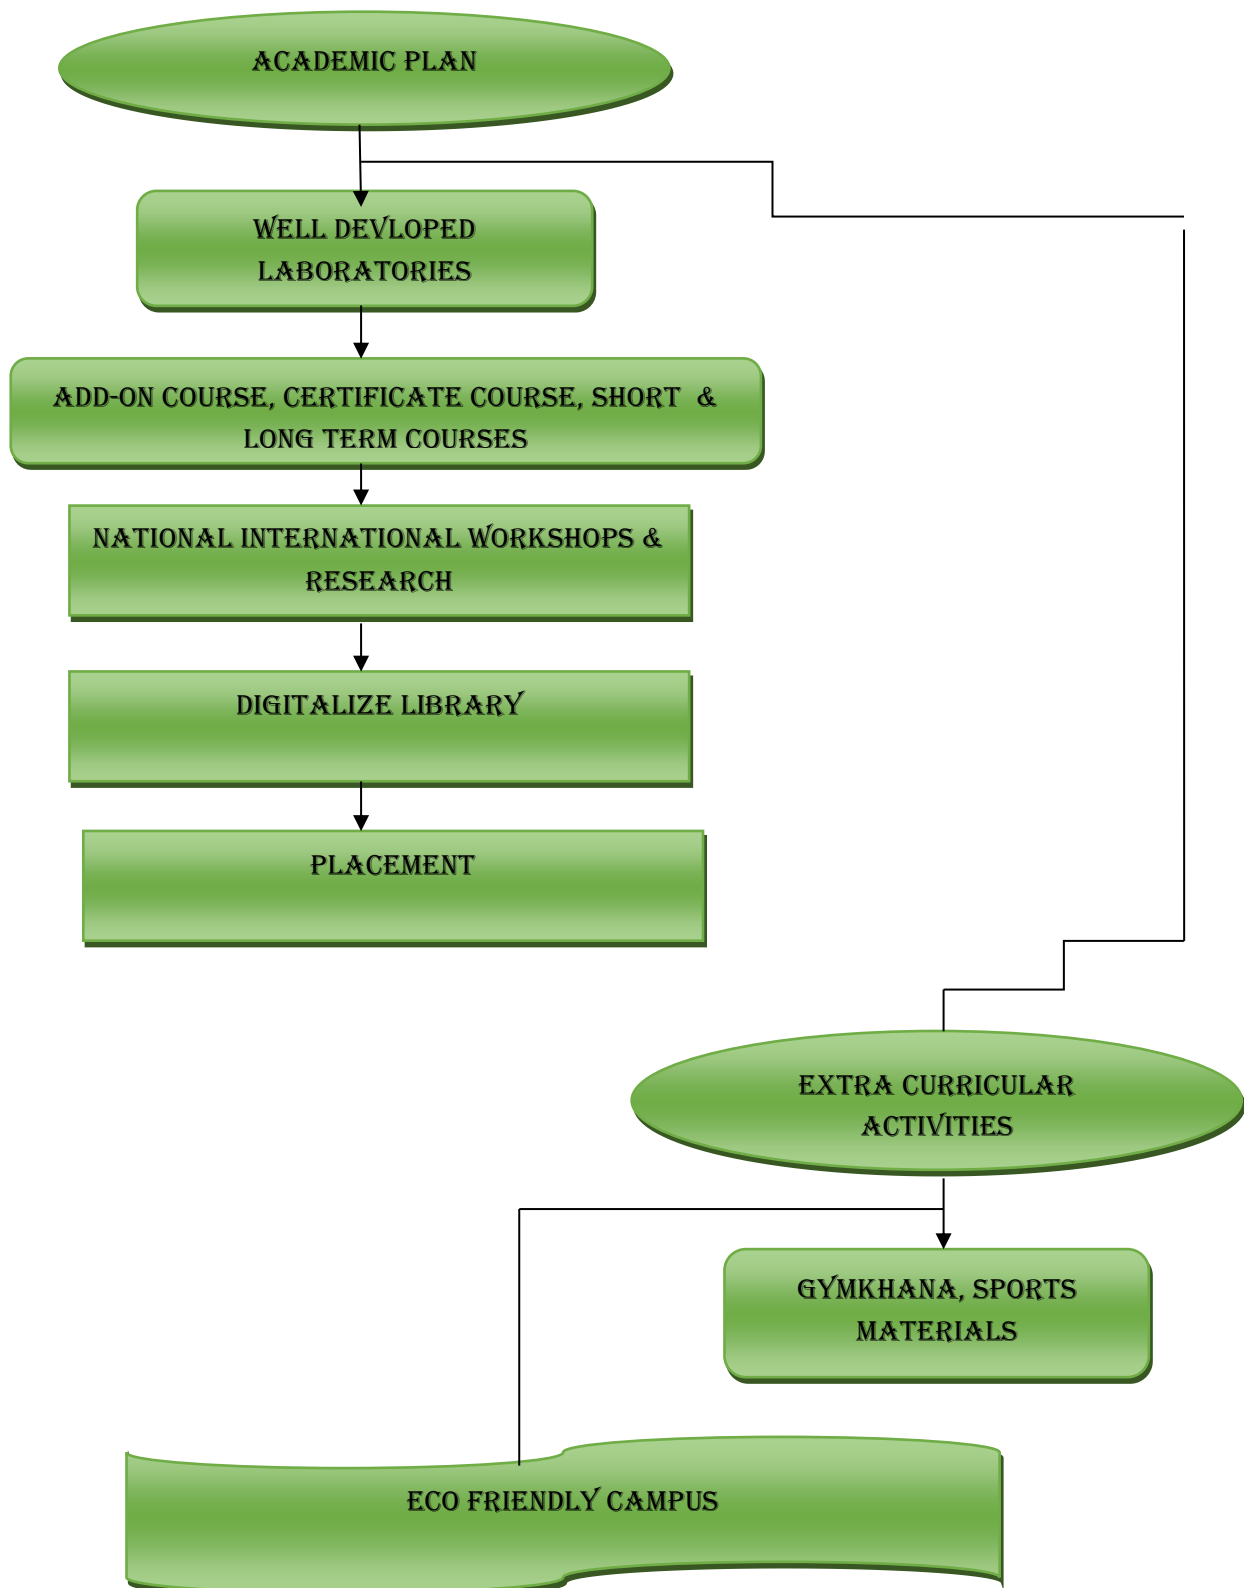 ACADEMIC PLAN
WELL DEVLOPED
LABORATORIES
ADD-ON COURSE, CERTIFICATE COURSE, SHORT &
LONG TERM COURSES
NATIONAL INTERNATIONAL WORKSHOPS &
RESEARCH
DIGITALIZE LIBRARY
PLACEMENT
EXTRA CURRICULAR
ACTIVITIES
GYMKHANA, SPORTS
MATERIALS
ECO FRIENDLY CAMPUS